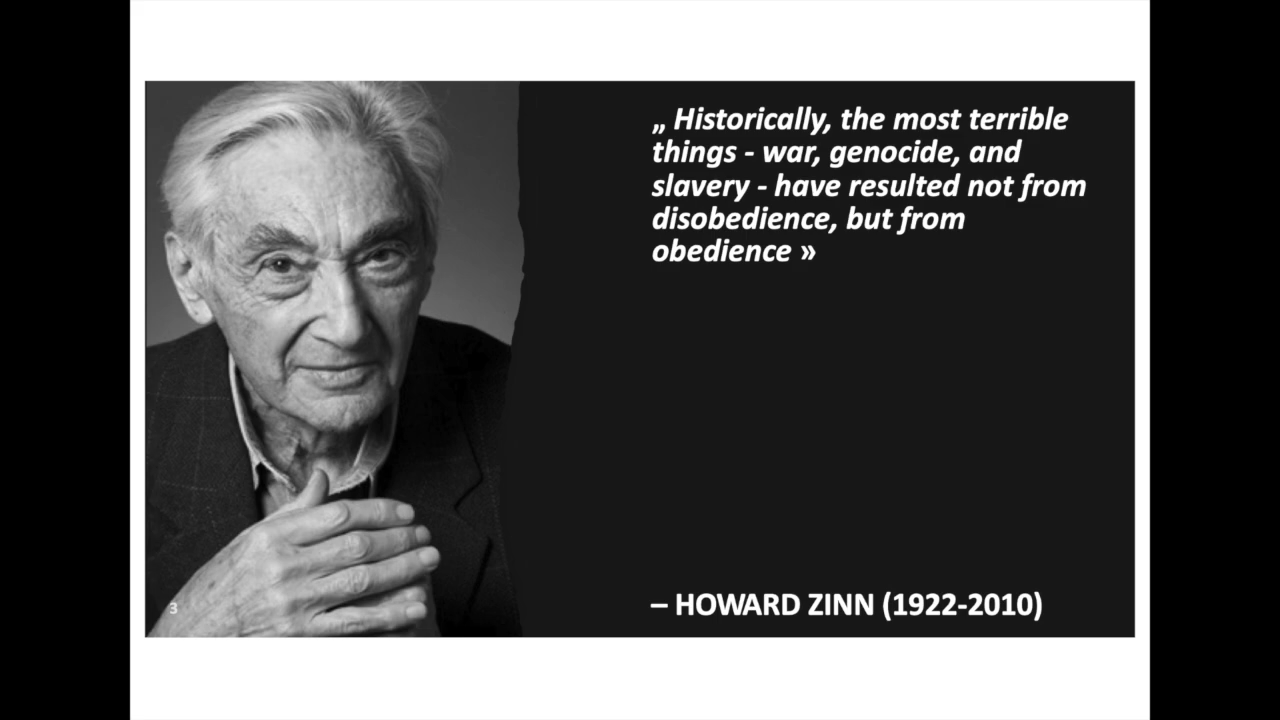 „ Historically, the most terrible
things - war, genocide, and
slavery - have resulted not from
disobedience, but from
obedience »
– HOWARD ZINN (1922-2010)
3